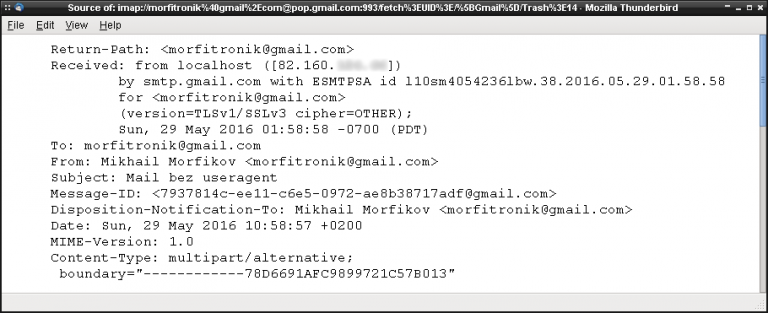 Source of: imap://morfitronik%40gmail%2Ecom@pop.gmail.com:993/fetch%3EUID%3E/%5BGmail%5D/Trash%3E14 - Mozilla Thunderbird
File Edit View Help
Return-Path: <morfitronik@gmail.com>
Received: from localhost ([82.160. ])
by smtp.gmail.com with ESMTPSA id l10sm4054236lbw.38.2016.05.29.01.58.58
for <morfitronik@gmail.com>
(version=TLSv1/SSLv3 cipher=OTHER);
Sun, 29 May 2016 01:58:58 -0700 (PDT)
To: morfitronik@gmail.com
From: Mikhail Morfikov <morfitronik@gmail.com>
Subject: Mail bez useragent
Message-ID: <7937814c-ee11-c6e5-0972-ae8b38717adf@gmail.com>
Disposition-Notification-To: Mikhail Morfikov <morfitronik@gmail.com>
Date: Sun, 29 May 2016 10:58:57 +0200
MIME-Version: 1.0
Content-Type: multipart/alternative;
boundary="------------78D6691AFC9899721C57B013"